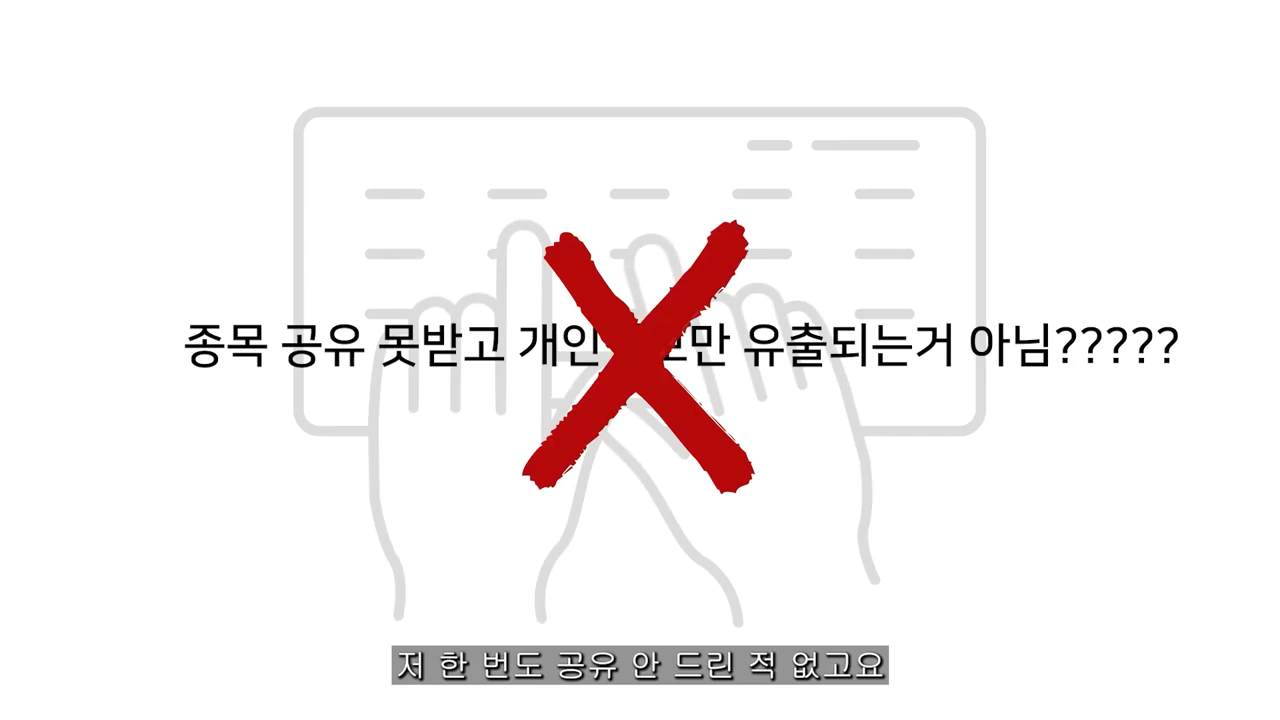 종목 공유 못받고 개인 만 유출되는거 아님?????
저 한 번도 공유 안 드린 적 없고요